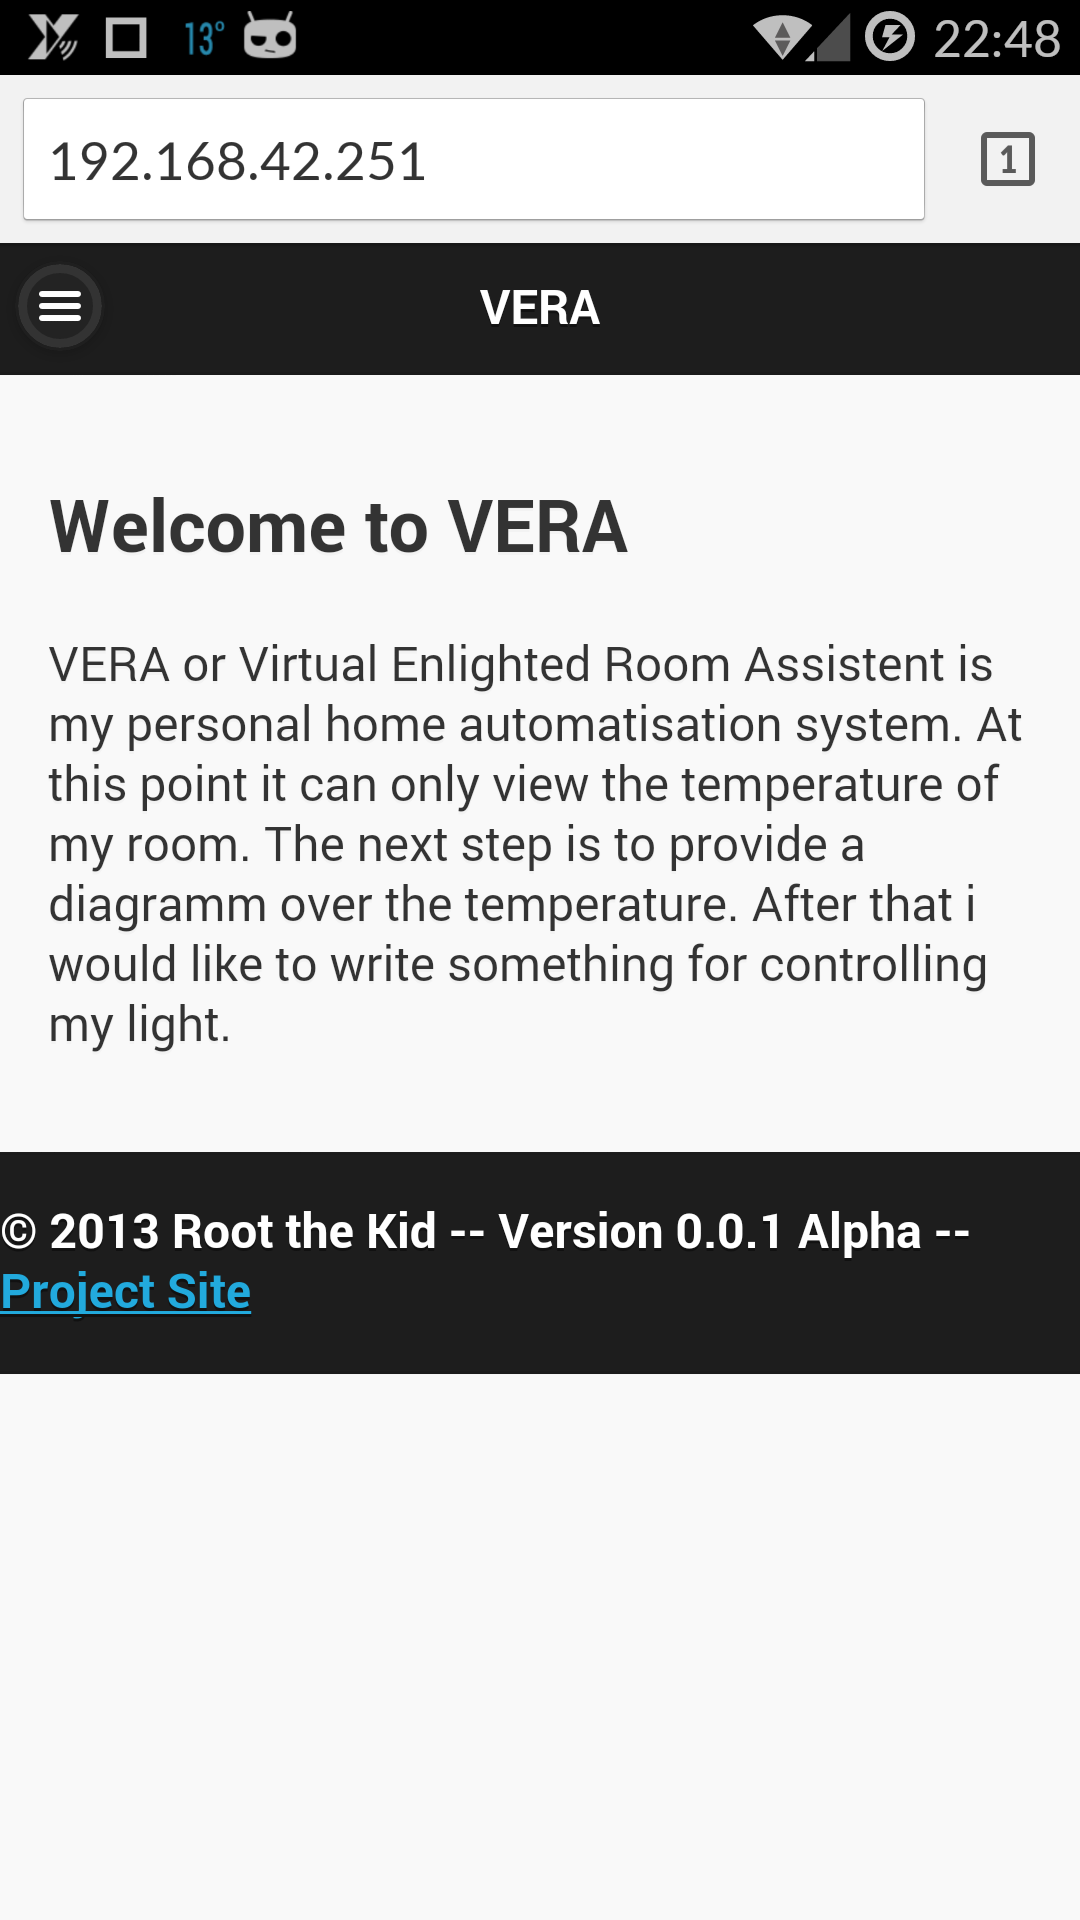 13° 22:48
192.168.42.251 1
VERA
Welcome to VERA
VERA or Virtual Enlighted Room Assistent is
my personal home automatisation system. At
this point it can only view the temperature of
my room. The next step is to provide a
diagramm over the temperature. After that i
would like to write something for controlling
my light.
© 2013 Root the Kid -- Version 0.0.1 Alpha --
Project Site